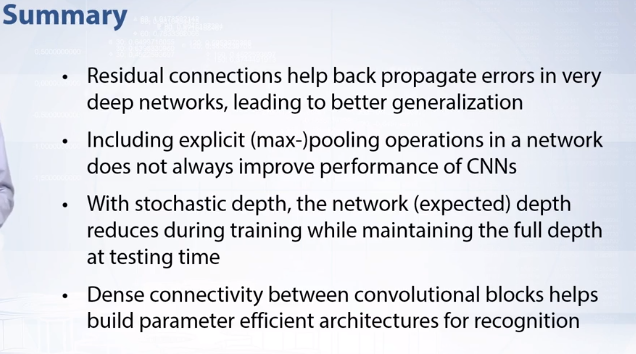 Summary
• Residual connections help back propagate errors in very
deep networks, leading to better generalization
• Including explicit (max-)pooling operations in a network
does not always improve performance of CNNs
• With stochastic depth, the network (expected) depth
reduces during training while maintaining the full depth
at testing time
• Dense connectivity between convolutional blocks helps
build parameter efficient architectures for recognition